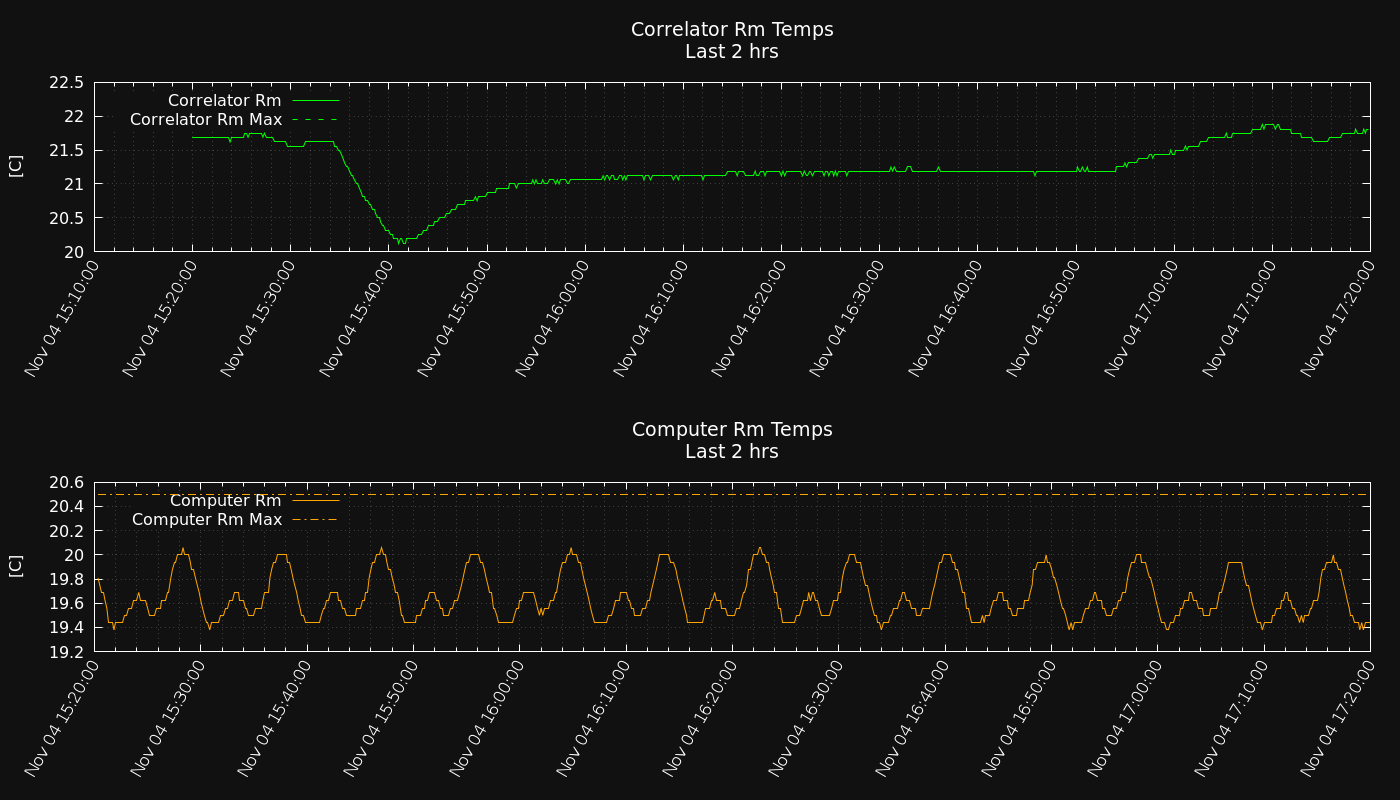 Correlator Rm Temps
Last 2 hrs
Correlator Rm
Correlator Rm Max
[C]
22.5
22
21.5
21
20.5
20
Nov 04 15:10:00
Nov 04 15:20:00
Nov 04 15:30:00
Nov 04 15:40:00
Nov 04 15:50:00
Nov 04 16:00:00
Nov 04 16:10:00
Nov 04 16:20:00
Nov 04 16:30:00
Nov 04 16:40:00
Nov 04 16:50:00
Nov 04 17:00:00
Nov 04 17:10:00
Nov 04 17:20:00
Computer Rm Temps
Last 2 hrs
Computer Rm
Computer Rm Max
[C]
20.6
20.4
20.2
20
19.8
19.6
19.4
19.2
Nov 04 15:20:00
Nov 04 15:30:00
Nov 04 15:40:00
Nov 04 15:50:00
Nov 04 16:00:00
Nov 04 16:10:00
Nov 04 16:20:00
Nov 04 16:30:00
Nov 04 16:40:00
Nov 04 16:50:00
Nov 04 17:00:00
Nov 04 17:10:00
Nov 04 17:20:00